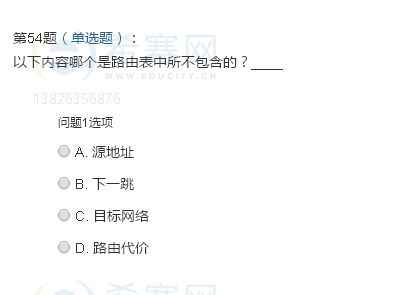 第54题（单选题）：
以下内容哪个是路由表中所不包含的？____
希赛网
WWW.EDUCITY.CN
13826356876
问题1选项
A. 源地址
B. 下一跳
C. 目标网络
D. 路由代价
希赛网